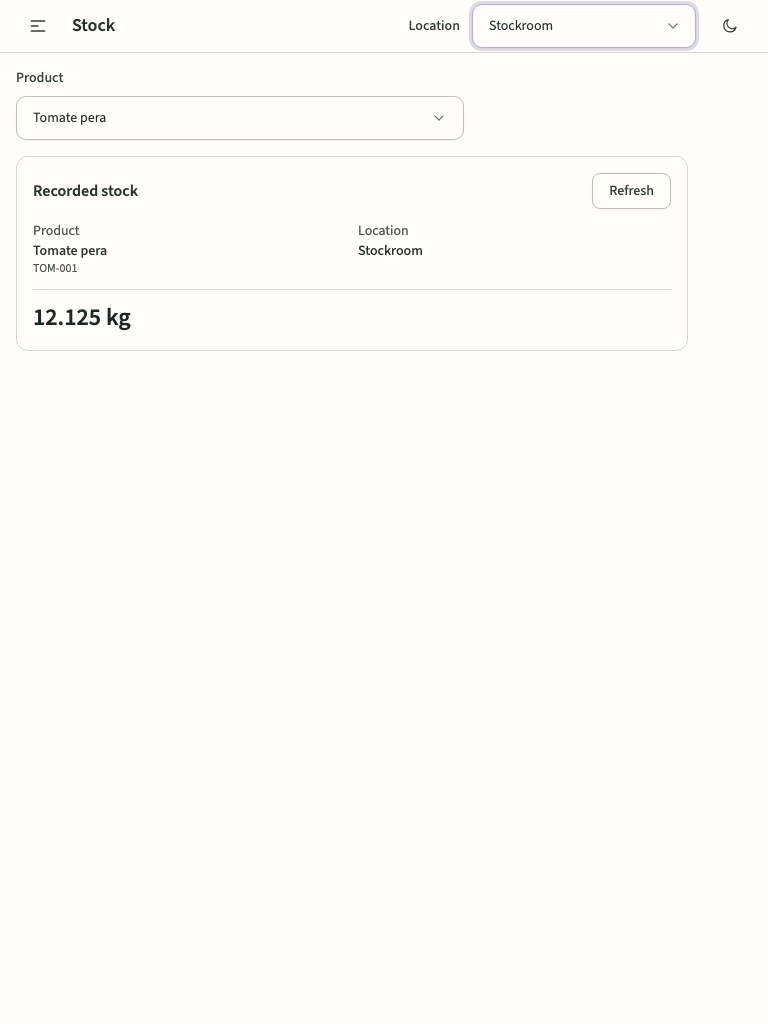 Stock
Location
Stockroom
Product
Tomate pera
Recorded stock
Refresh
Product
Location
Tomate pera
Stockroom
TOM-001
12.125 kg